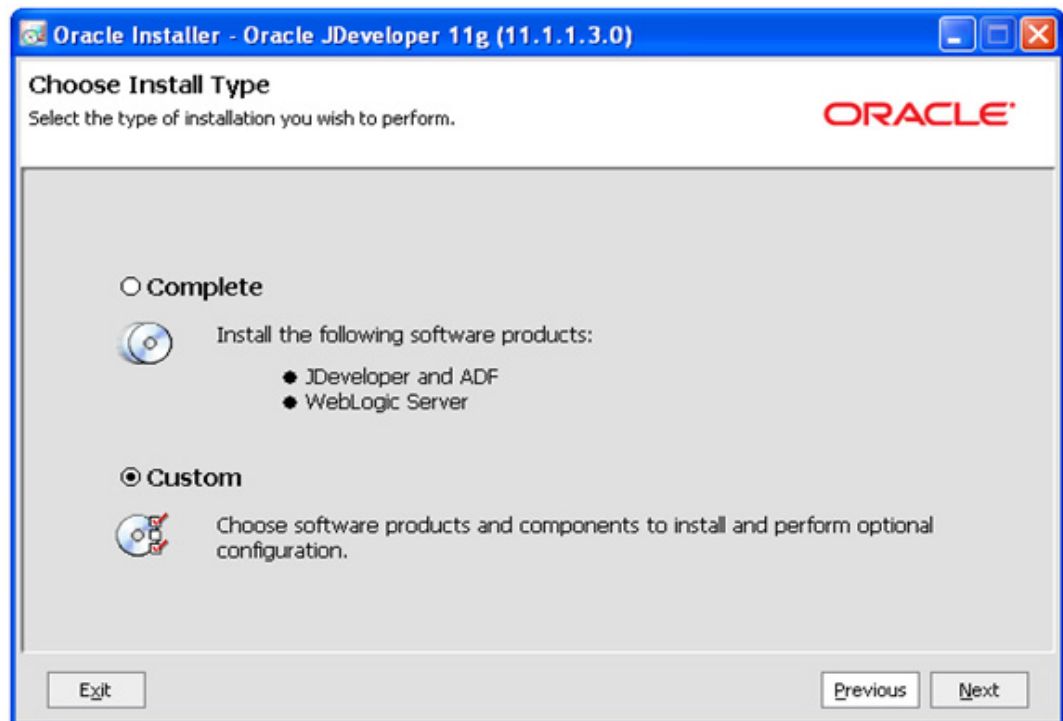 Oracle Installer - Oracle JDeveloper 11g (11.1.1.3.0)
Choose Install Type
Select the type of installation you wish to perform.
ORACLE
Complete
Install the following software products:
JDeveloper and ADF
WebLogic Server
Custom
Choose software products and components to install and perform optional
configuration.
Exit
Previous
Next